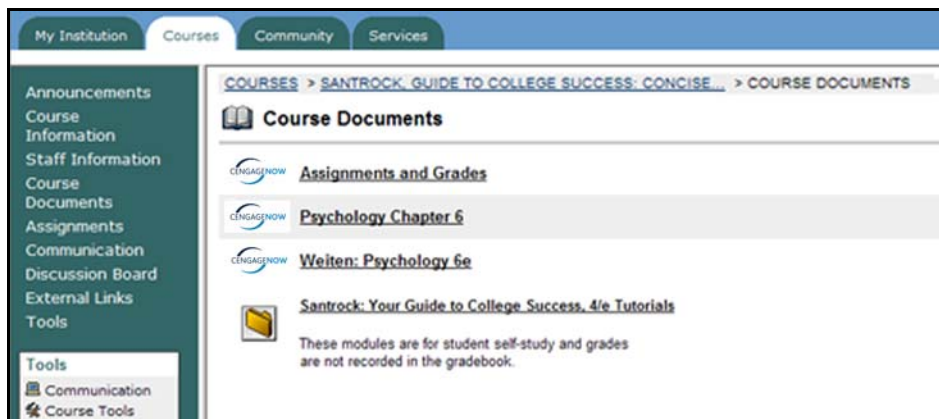 My Institution
Courses
Community
Services
Announcements
Course
Information
Staff Information
Course
Documents
Assignments
Communication
Discussion Board
External Links
Tools
Tools
Communication
Course Tools
COURSES > SANTROCK, GUIDE TO COLLEGE SUCCESS: CONCISE... > COURSE DOCUMENTS
Course Documents
CENGAGENOW Assignments and Grades
CENGAGENOW Psychology Chapter 6
CENGAGENOW Weiten: Psychology 6e
Santrock: Your Guide to College Success, 4/e Tutorials
These modules are for student self-study and grades
are not recorded in the gradebook.